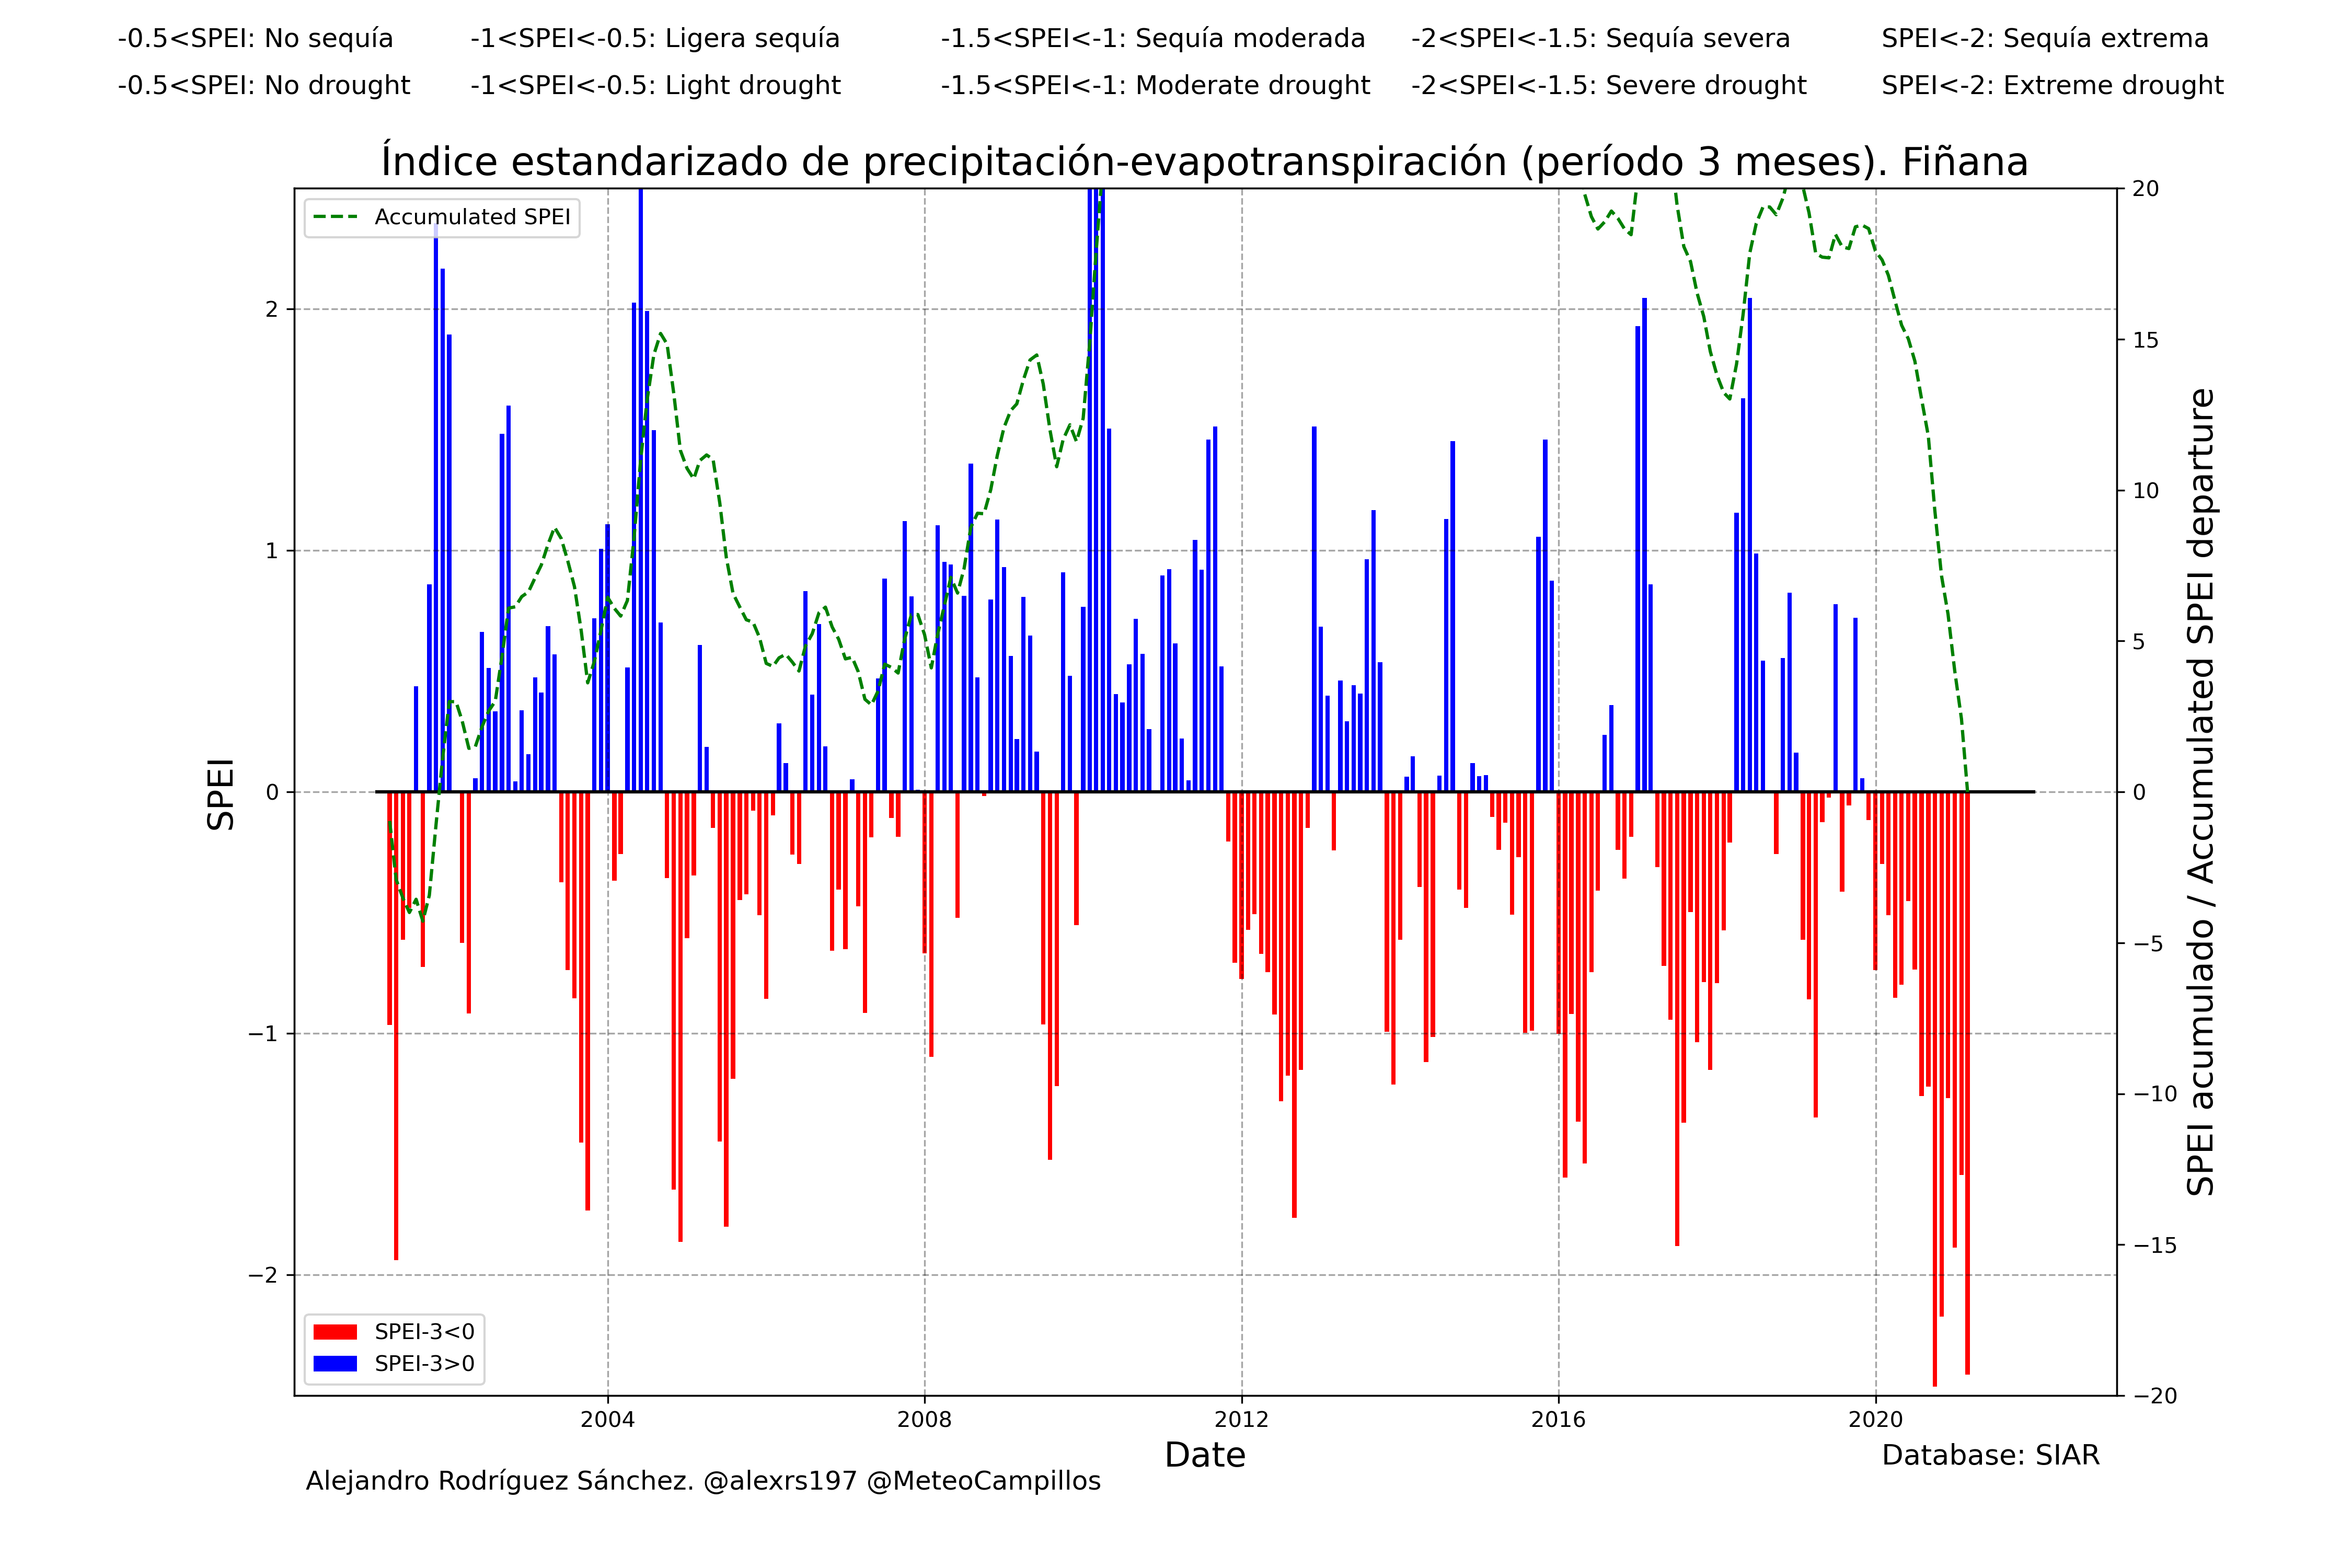 -0.5<SPEI: No sequía -1<SPEI<-0.5: Ligera sequía -1.5<SPEI<-1: Sequía moderada -2<SPEI<-1.5: Sequía severa SPEI<-2: Sequía extrema
-0.5<SPEI: No drought -1<SPEI<-0.5: Light drought -1.5<SPEI<-1: Moderate drought -2<SPEI<-1.5: Severe drought SPEI<-2: Extreme drought
Índice estandarizado de precipitación-evapotranspiración (período 3 meses). Fiñana
Accumulated SPEI
SPEI
2
1
0
−1
−2
20
15
10
5
0
−5
−10
−15
−20
SPEI acumulado / Accumulated SPEI departure
SPEI-3<0
SPEI-3>0
2004 2008 2012 2016 2020
Date
Database: SIAR
Alejandro Rodríguez Sánchez. @alexrs197 @MeteoCampillos